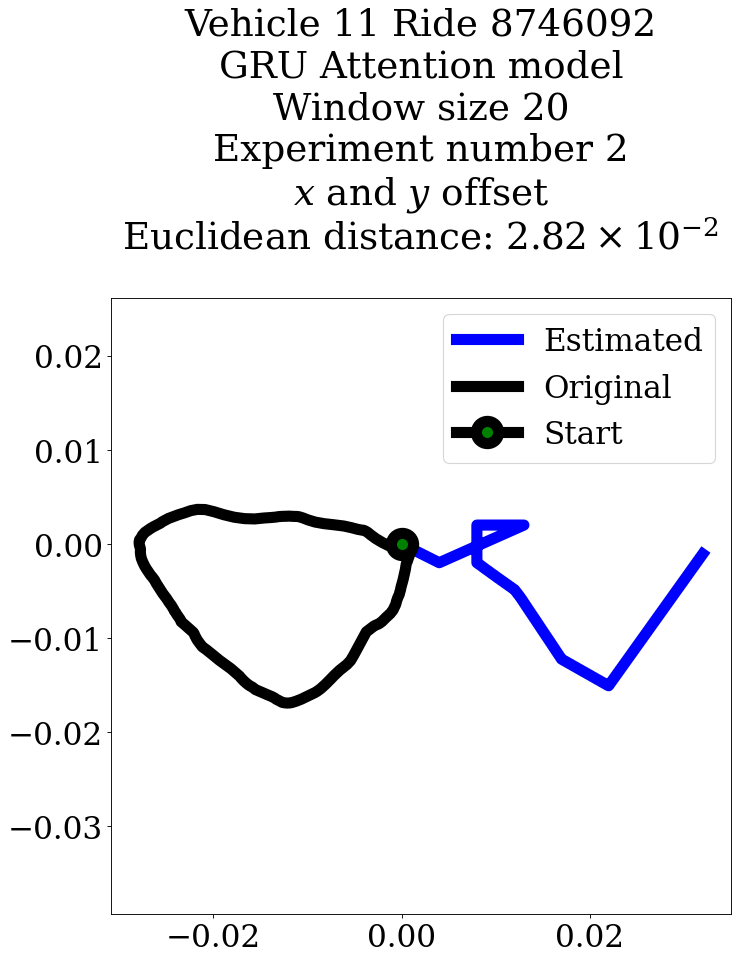 Vehicle 11 Ride 8746092
GRU Attention model
Window size 20
Experiment number 2
x and y offset
Euclidean distance: 2.82 × 10⁻²
Estimated
Original
Start
0.02
0.01
0.00
−0.01
−0.02
−0.03
−0.02 0.00 0.02